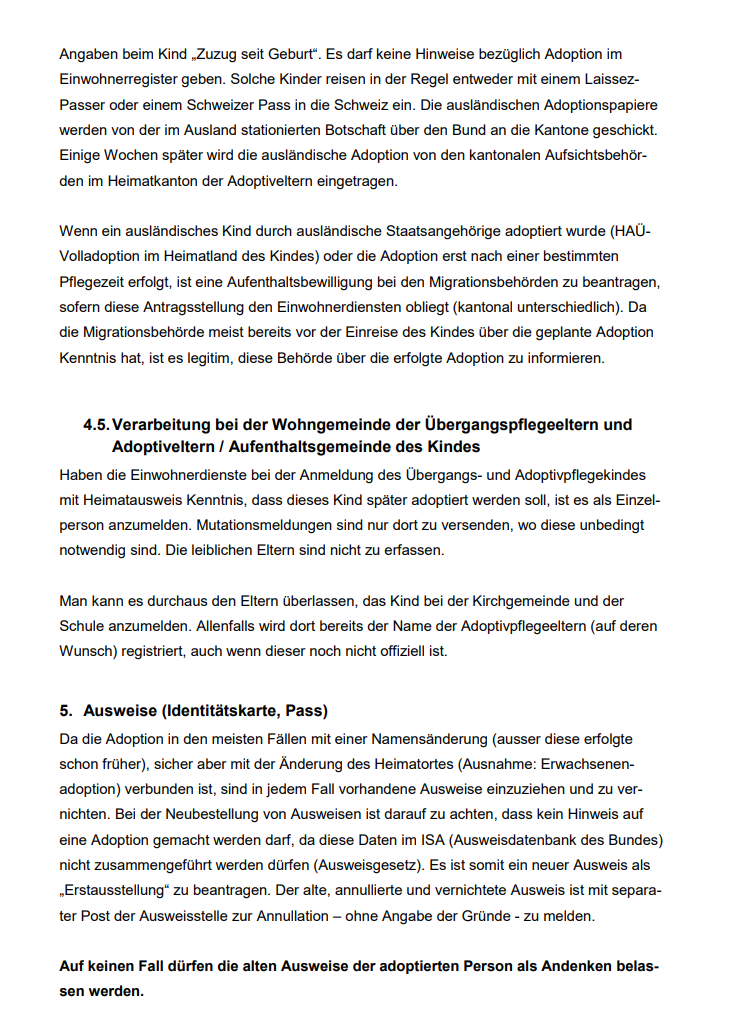 Angaben beim Kind „Zuzug seit Geburt“. Es darf keine Hinweise bezüglich Adoption im
Einwohnerregister geben. Solche Kinder reisen in der Regel entweder mit einem Laissez-
Passer oder einem Schweizer Pass in die Schweiz ein. Die ausländischen Adoptionspapiere
werden von der im Ausland stationierten Botschaft über den Bund an die Kantone geschickt.
Einige Wochen später wird die ausländische Adoption von den kantonalen Aufsichtsbehör-
den im Heimatkanton der Adoptiveltern eingetragen.

Wenn ein ausländisches Kind durch ausländische Staatsangehörige adoptiert wurde (HAÜ-
Volladoption im Heimatland des Kindes) oder die Adoption erst nach einer bestimmten
Pflegezeit erfolgt, ist eine Aufenthaltsbewilligung bei den Migrationsbehörden zu beantragen,
sofern diese Antragsstellung den Einwohnerdiensten obliegt (kantonal unterschiedlich). Da
die Migrationsbehörde meist bereits vor der Einreise des Kindes über die geplante Adoption
Kenntnis hat, ist es legitim, diese Behörde über die erfolgte Adoption zu informieren.

4.5. Verarbeitung bei der Wohngemeinde der Übergangspflegeeltern und
Adoptiveltern / Aufenthaltsgemeinde des Kindes
Haben die Einwohnerdienste bei der Anmeldung des Übergangs- und Adoptivpflegekindes
mit Heimatausweis Kenntnis, dass dieses Kind später adoptiert werden soll, ist es als Einzel-
person anzumelden. Mutationsmeldungen sind nur dort zu versenden, wo diese unbedingt
notwendig sind. Die leiblichen Eltern sind nicht zu erfassen.

Man kann es durchaus den Eltern überlassen, das Kind bei der Kirchgemeinde und der
Schule anzumelden. Allenfalls wird dort bereits der Name der Adoptivpflegeeltern (auf deren
Wunsch) registriert, auch wenn dieser noch nicht offiziell ist.

5. Ausweise (Identitätskarte, Pass)
Da die Adoption in den meisten Fällen mit einer Namensänderung (ausser diese erfolgte
schon früher), sicher aber mit der Änderung des Heimatortes (Ausnahme: Erwachsenen-
adoption) verbunden ist, sind in jedem Fall vorhandene Ausweise einzuziehen und zu ver-
nichten. Bei der Neubestellung von Ausweisen ist darauf zu achten, dass kein Hinweis auf
eine Adoption gemacht werden darf, da diese Daten im ISA (Ausweisdatenbank des Bundes)
nicht zusammengeführt werden dürfen (Ausweisgesetz). Es ist somit ein neuer Ausweis als
„Erstausstellung“ zu beantragen. Der alte, annullierte und vernichtete Ausweis ist mit separa-
ter Post der Ausweisstelle zur Annullation – ohne Angabe der Gründe - zu melden.

Auf keinen Fall dürfen die alten Ausweise der adoptierten Person als Andenken belas-
sen werden.